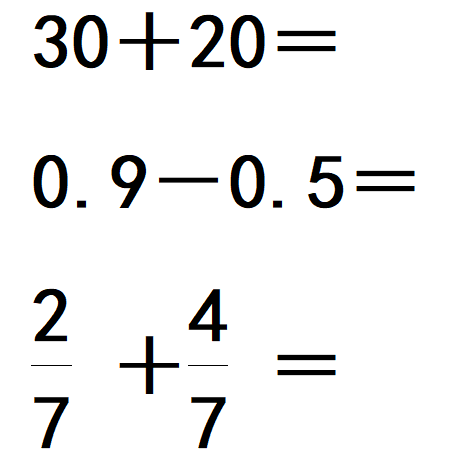 30+20=
0.9-0.5=
2/7 + 4/7 =